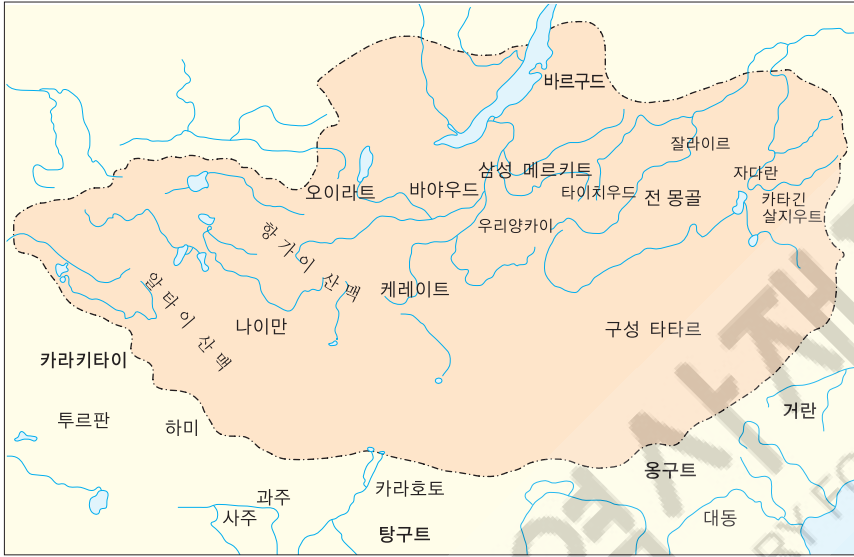 바르구드
잘라이르
삼성 메르키트
자다란
오이라트
바야우드
타이치우드
전 몽골
카타긴
살지우트
우리양카이
항가이 산맥
케레이트
알타이 산맥
나이만
구성 타타르
카라키타이
투르판
하미
거란
옹구트
카라호토
과주
사주
탕구트
대동
역사재
RY FO